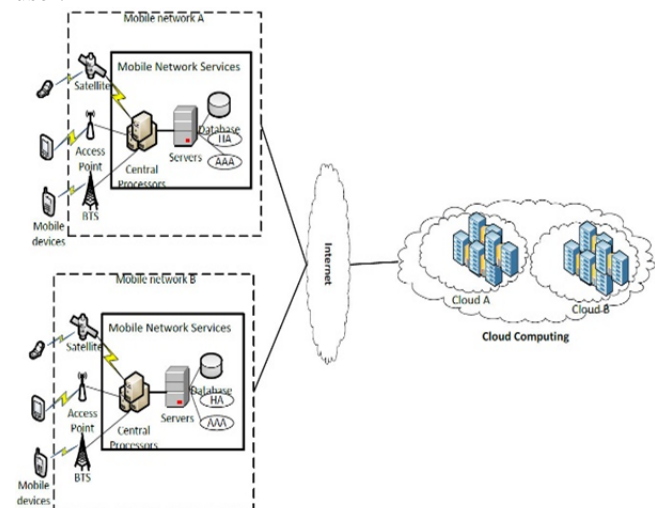 Mobile network A
Mobile Network Services
Satellite
Database
HA
AAA
Servers
Access
Point
Central
Processors
BTS
Mobile
devices
Mobile network B
Mobile Network Services
Satellite
Database
HA
AAA
Servers
Access
Point
Central
Processors
BTS
Mobile
devices
Internet
Cloud A
Cloud B
Cloud Computing